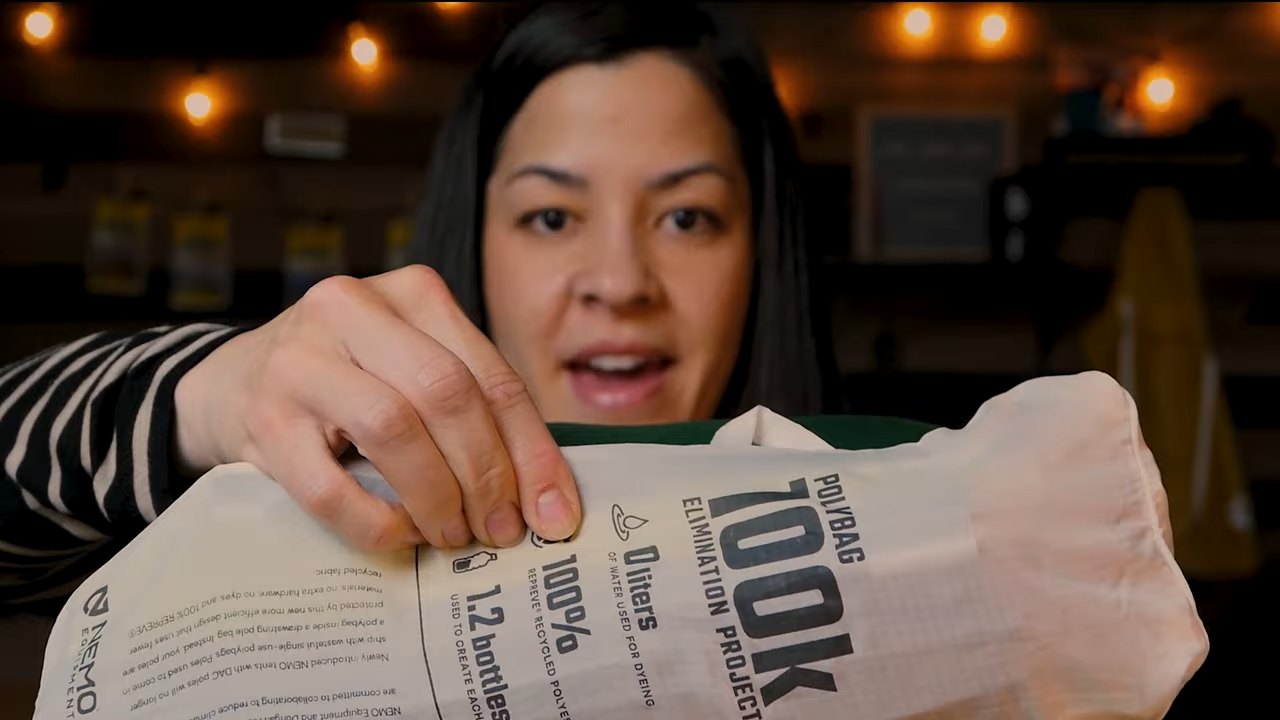 POLYBAG
700K
ELIMINATION PROJECT
0 liters
OF WATER USED FOR DYEING
100%
REPREVE® RECYCLED
1.2 bottles
USED TO CREATE EACH
NEMO Equipment
committed to collaborating to reduce
Newly introduced NEMO tents with DAC poles will no longer
ship with wasteful single-use polybags. Poles used to come in
a polybag inside a drawstring pole bag. Instead, your poles are
protected by this new more efficient design that uses fewer
materials, no extra hardware, no dyes, and 100% REPREVE®
recycled fabric
NEMO
EQUIPMENT